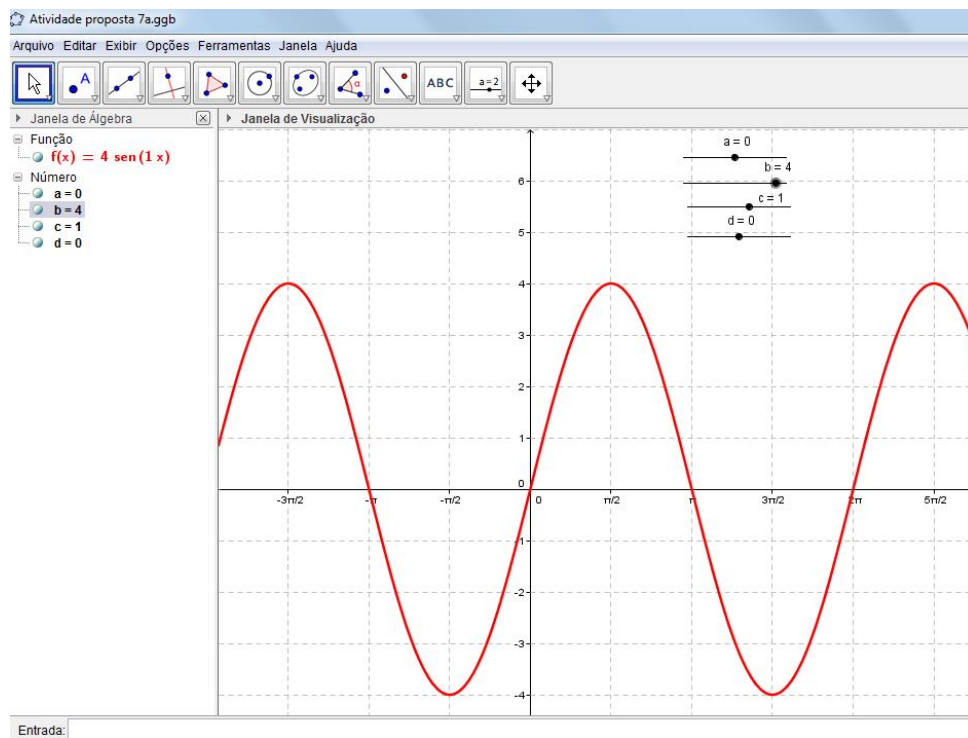 Atividade proposta 7a.ggb
Arquivo Editar Exibir Opções Ferramentas Janela Ajuda
A
α
ABC
a=2
Janela de Álgebra
Função
f(x) = 4 sen(1 x)
Número
a = 0
b = 4
c = 1
d = 0
Janela de Visualização
a = 0
b = 4
c = 1
d = 0
6
5
4
3
2
1
0
-3π/2 -π -π/2 0 π/2 π 3π/2 2π 5π/2
-1
-2
-3
-4
Entrada: